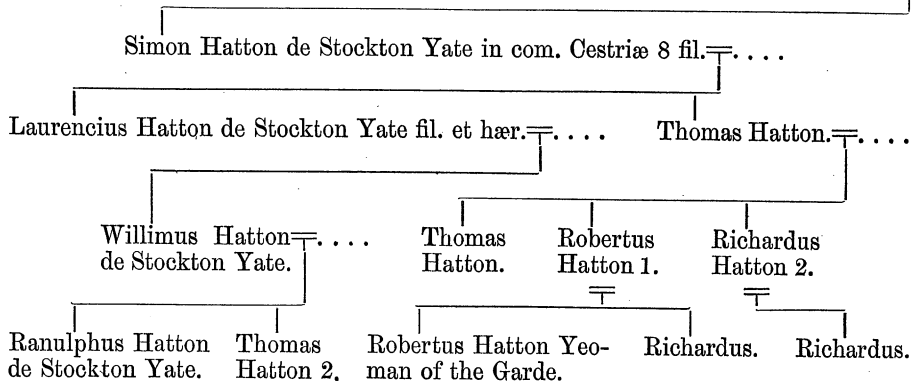 Simon Hatton de Stockton Yate in com. Cestriæ 8 fil. ....
Laurencius Hatton de Stockton Yate fil. et hær. ....
Thomas Hatton. ....
Willimus Hatton ....
de Stockton Yate.
Thomas
Hatton.
Robertus
Hatton 1.
Richardus
Hatton 2.
Ranulphus Hatton
de Stockton Yate.
Thomas
Hatton 2.
Robertus Hatton Yeo-
man of the Garde.
Richardus.
Richardus.